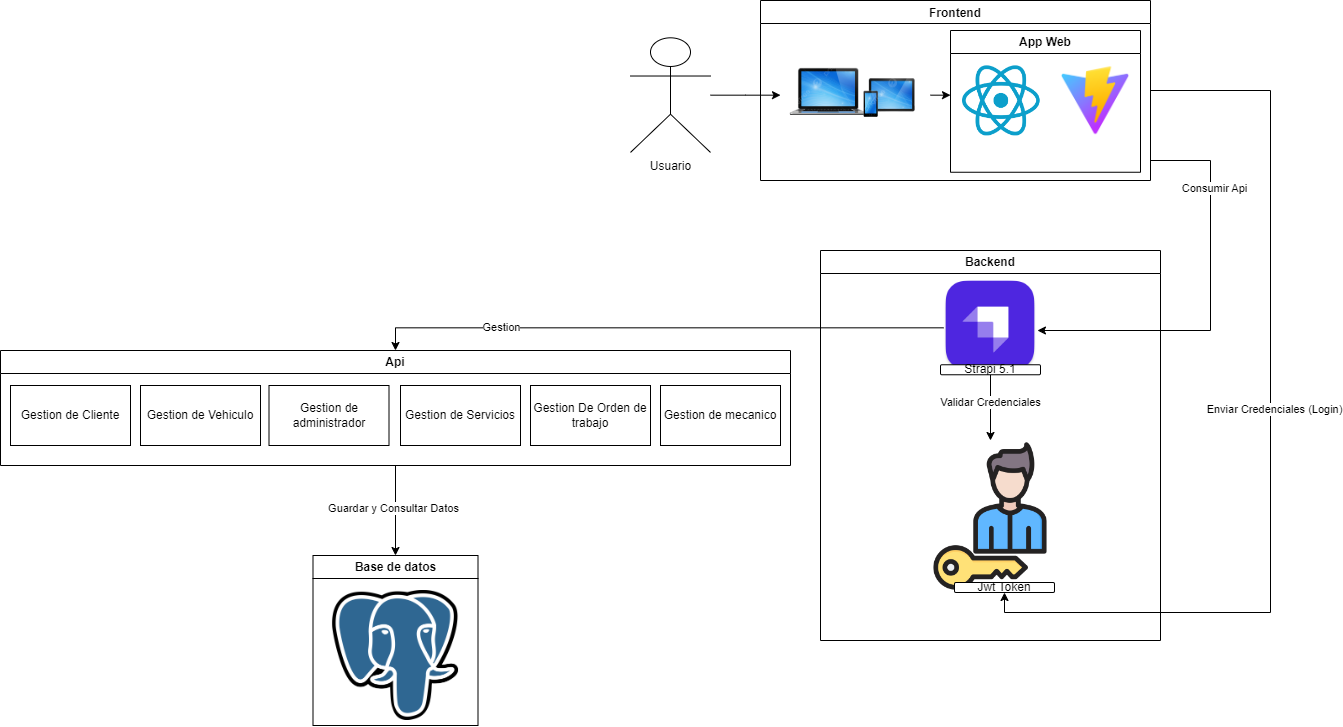 Frontend
App Web
Usuario
Consumir Api
Backend
Gestion
Strapi 5.1
Api
Gestion de Cliente
Gestion de Vehiculo
Gestion de
administrador
Gestion de Servicios
Gestion De Orden de
trabajo
Gestion de mecanico
Validar Credenciales
Enviar Credenciales (Login)
Guardar y Consultar Datos
Base de datos
Jwt Token